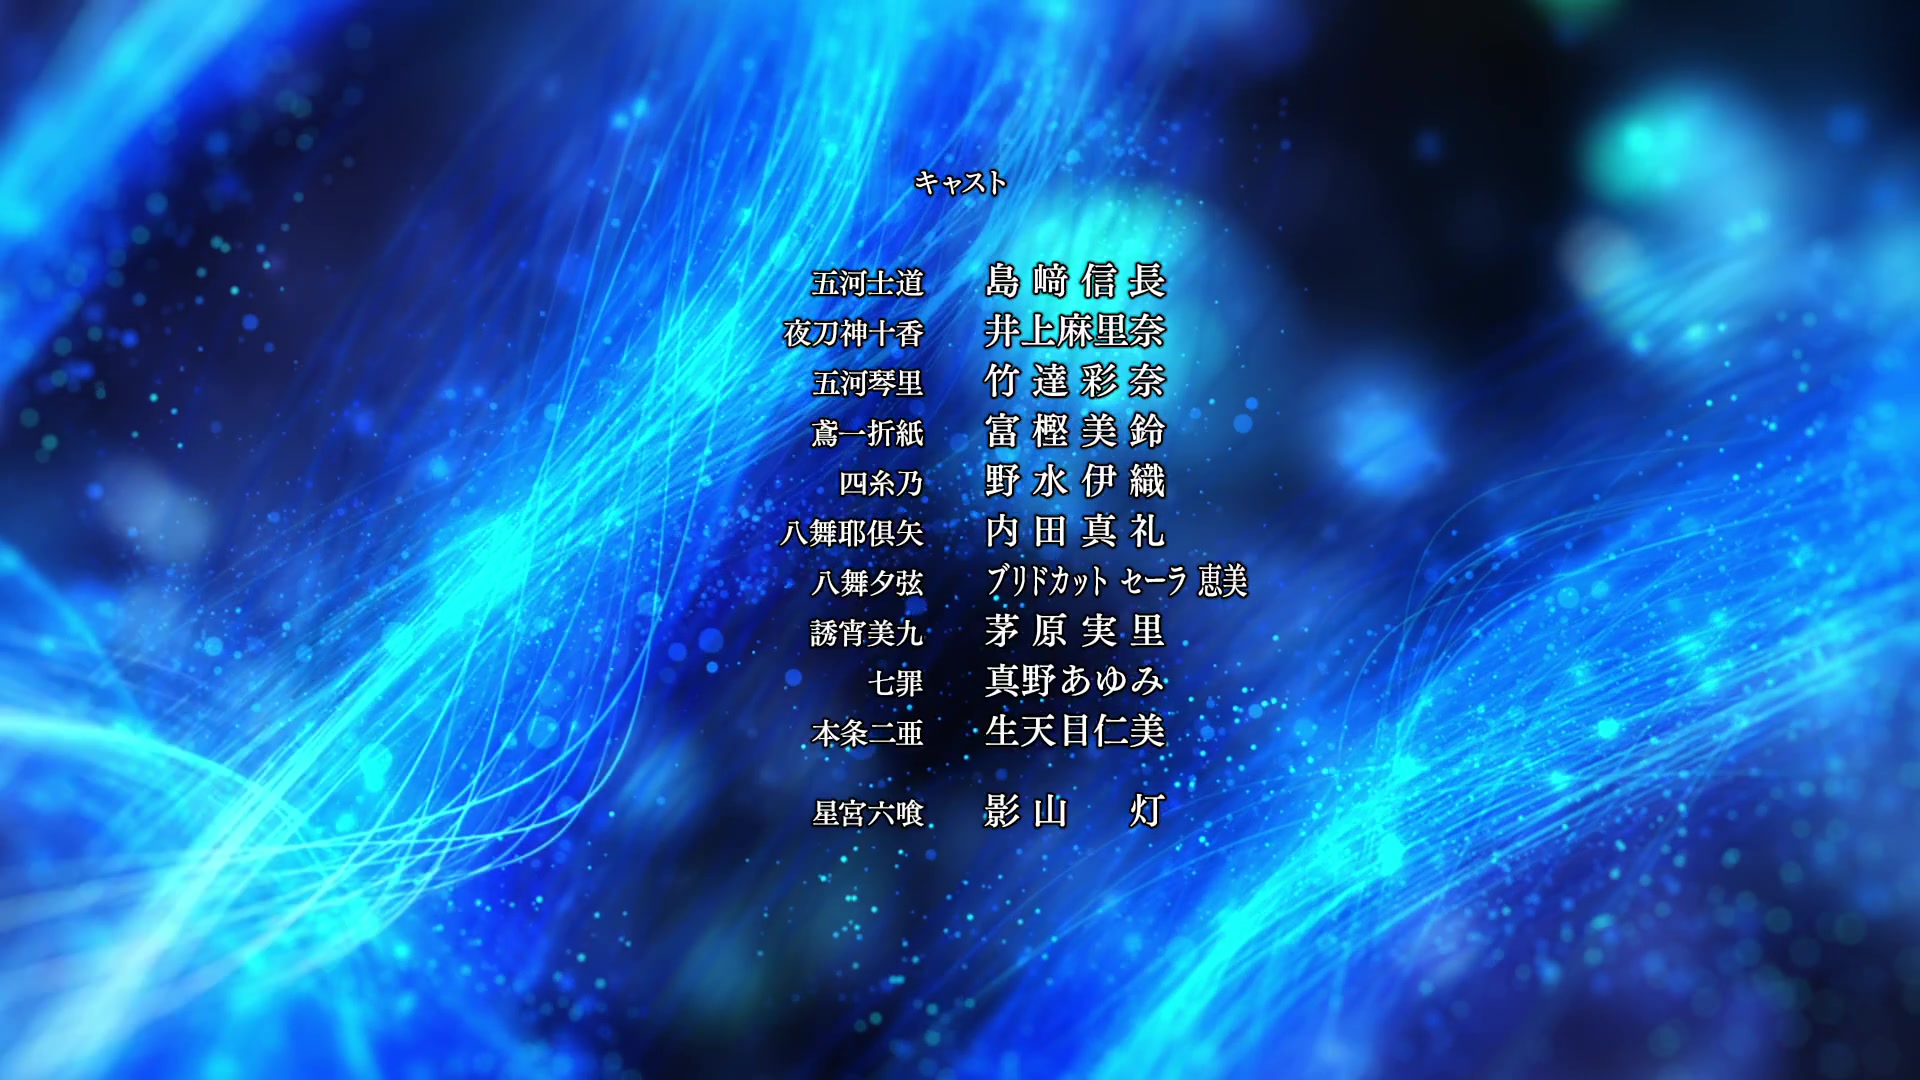 キャスト
五河士道 島﨑信長
夜刀神十香 井上麻里奈
五河琴里 竹達彩奈
鳶一折紙 富樫美鈴
四糸乃 野水伊織
八舞耶倶矢 内田真礼
八舞夕弦 ブリドカット セーラ 恵美
誘宵美九 茅原実里
七罪 真野あゆみ
本条二亜 生天目仁美
星宮六喰 影山 灯